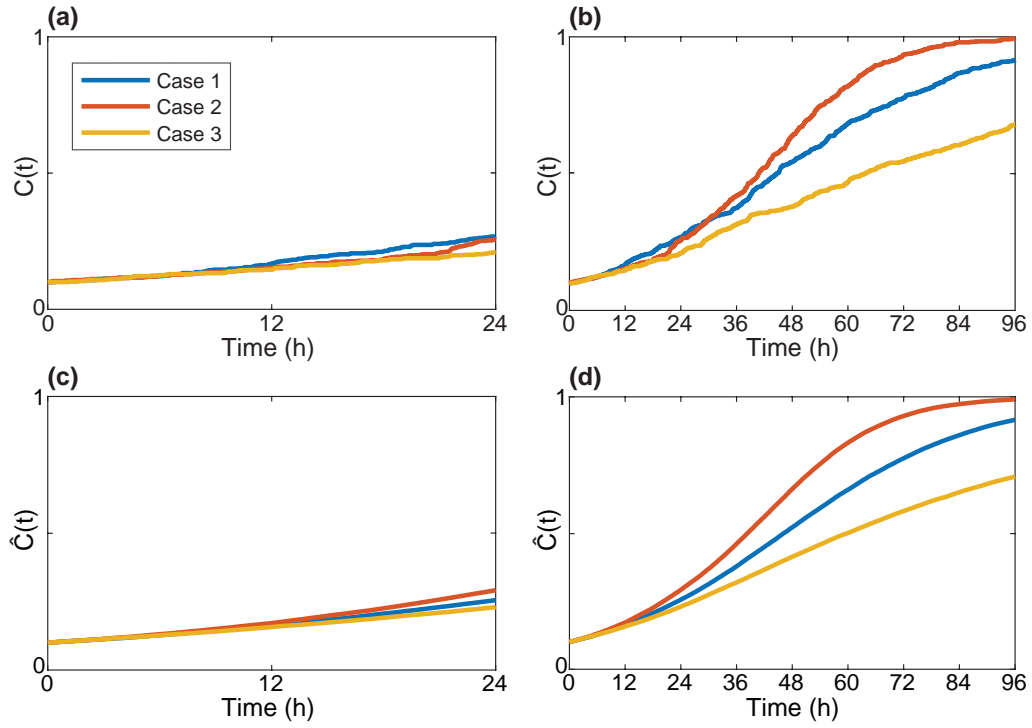 (a)
1
Case 1
Case 2
Case 3
C(t)
0
0 12 24
Time (h)
(b)
1
C(t)
0
0 12 24 36 48 60 72 84 96
Time (h)
(c)
1
Ĉ(t)
0
0 12 24
Time (h)
(d)
1
Ĉ(t)
0
0 12 24 36 48 60 72 84 96
Time (h)